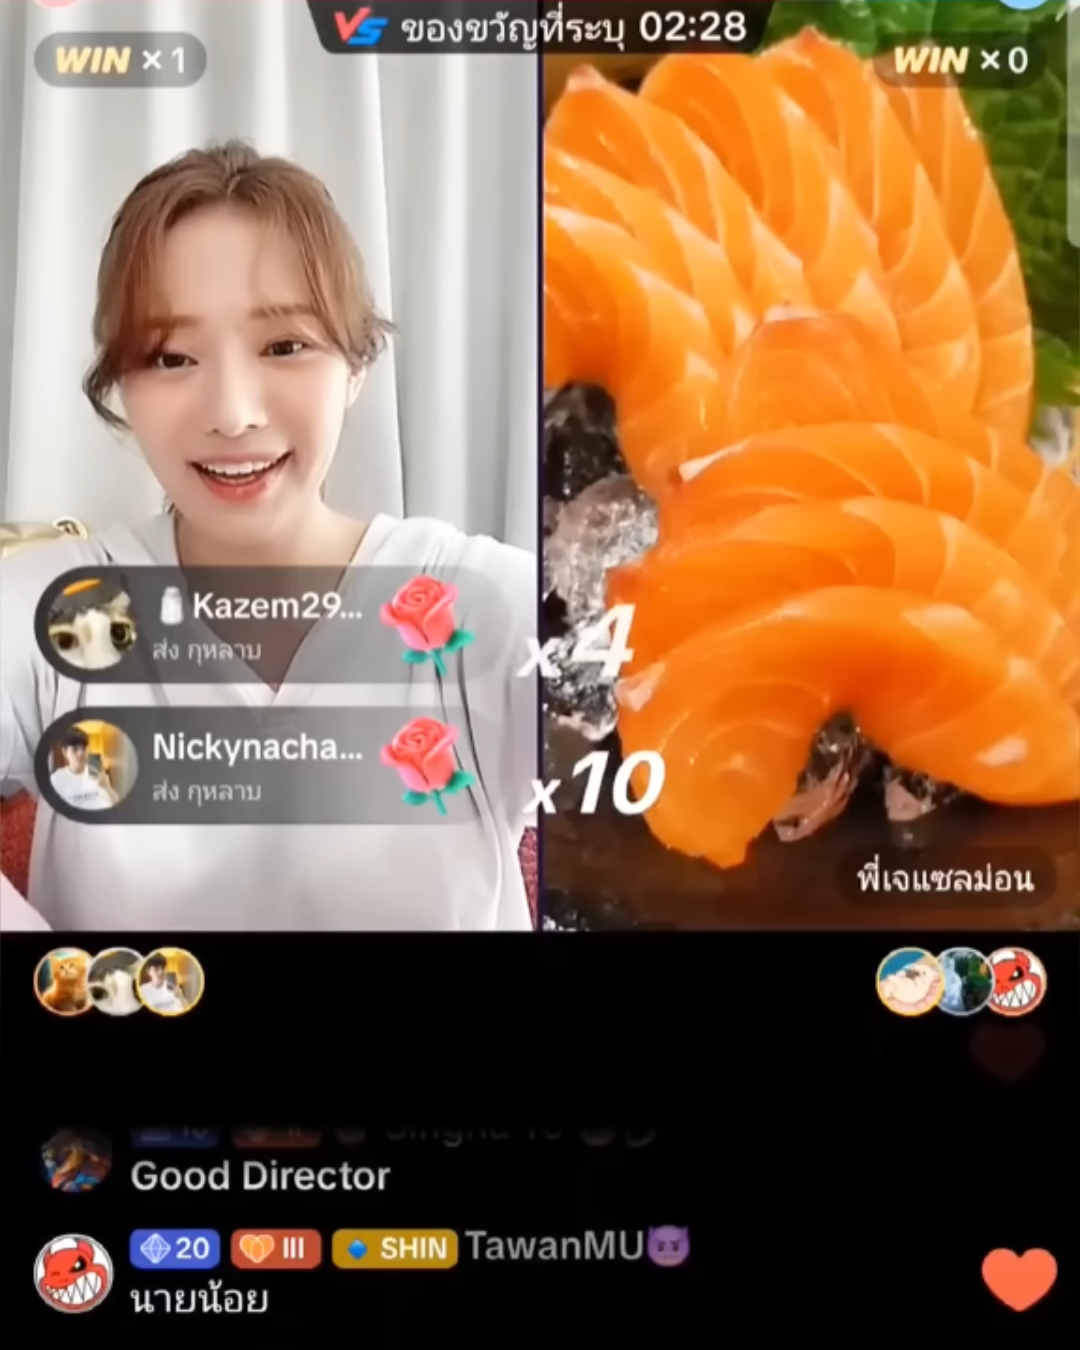 VS ของขวัญที่ระบุ 02:28
WIN × 1
WIN × 0
Kazem29...
ส่ง กุหลาบ
x4
Nickynacha...
ส่ง กุหลาบ
x10
พี่เจแซลม่อน
Good Director
20 III SHIN TawanMU
นายน้อย